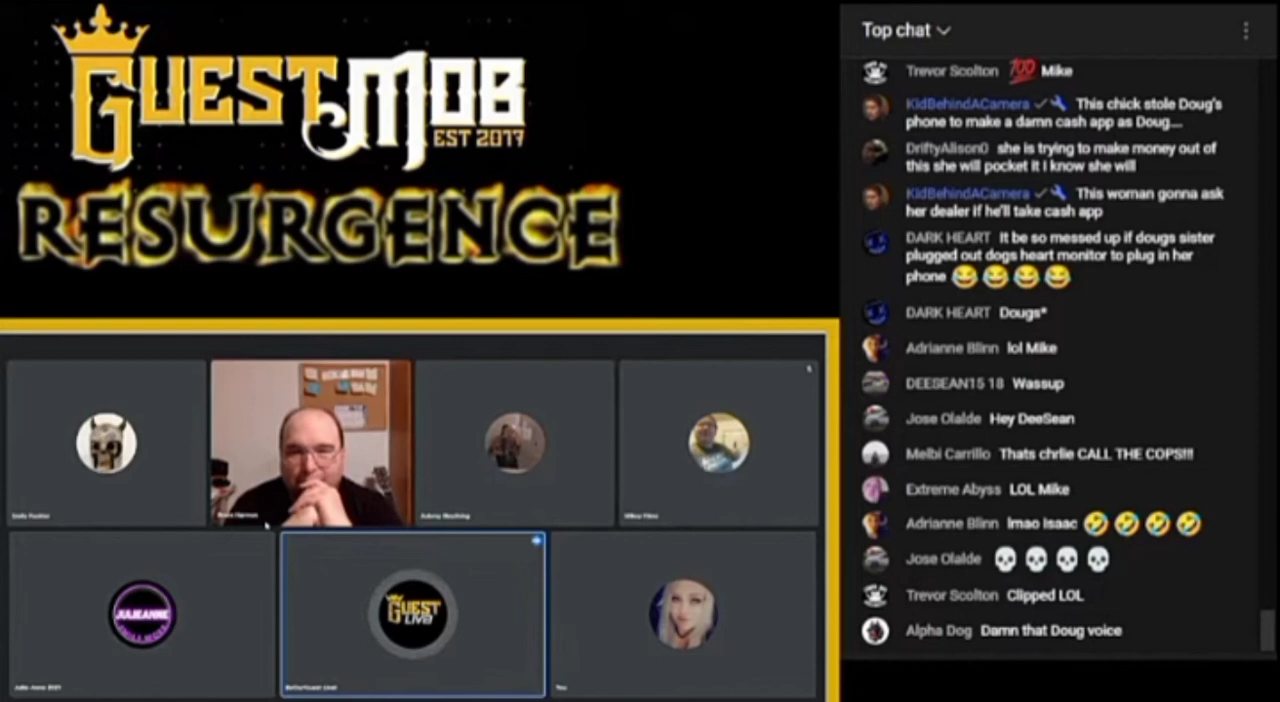 GUESTMOB
EST 2017
RESURGENCE
Top chat
Trevor Scolton 💯 Mike
KidBehindACamera This chick stole Doug's
phone to make a damn cash app as Doug....
DriftyAlison0 she is trying to make money out of
this she will pocket it I know she will
KidBehindACamera This woman gonna ask
her dealer if he'll take cash app
DARK HEART It be so messed up if dougs sister
plugged out dogs heart monitor to plug in her
phone 😂😂😂😂
DARK HEART Dougs*
Adrianne Blinn lol Mike
DEESEAN15 18 Wassup
Jose Olalde Hey DeeSean
Melbi Carrillo Thats chrlie CALL THE COPS!!!
Extreme Abyss LOL Mike
Adrianne Blinn lmao Isaac 🤣🤣🤣🤣
Jose Olalde 💀💀💀💀
Trevor Scolton Clipped LOL
Alpha Dog Damn that Doug voice
JULIEANNE
GUEST
LIVE!
You